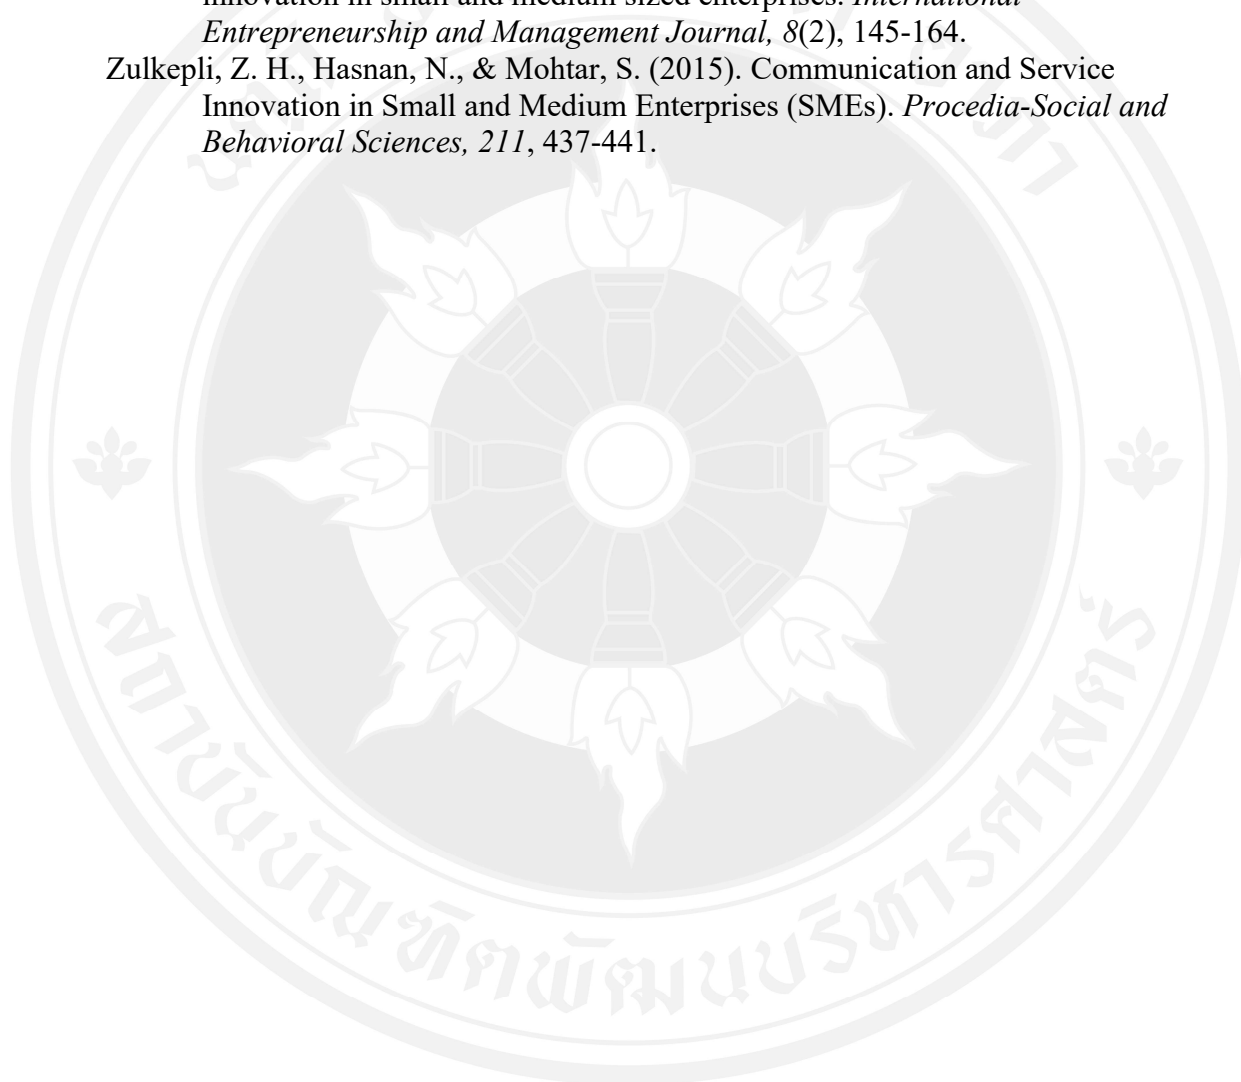 innovation in small and medium sized enterprises. International
Entrepreneurship and Management Journal, 8(2), 145-164.
Zulkepli, Z. H., Hasnan, N., & Mohtar, S. (2015). Communication and Service
Innovation in Small and Medium Enterprises (SMEs). Procedia-Social and
Behavioral Sciences, 211, 437-441.
สถาบันบัณฑิตพัฒนบริหารศาสตร์